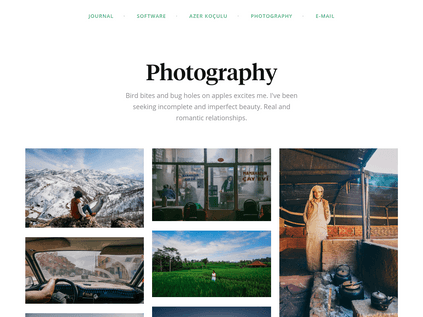 JOURNAL SOFTWARE AZER KOÇULU PHOTOGRAPHY E-MAIL
Photography
Bird bites and bug holes on apples excites me. I've been
seeking incomplete and imperfect beauty. Real and
romantic relationships.